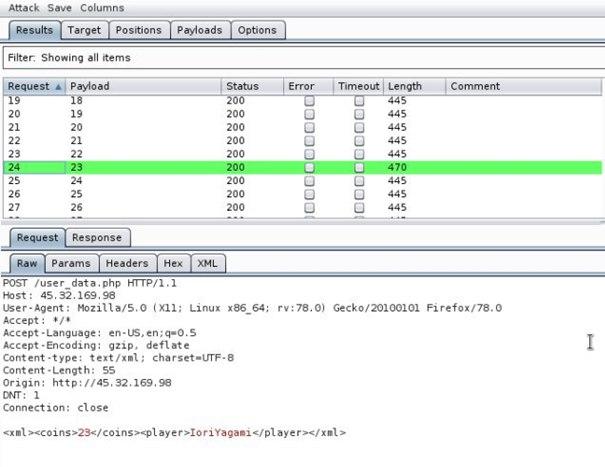 Attack Save Columns
Results Target Positions Payloads Options
Filter: Showing all items
Request Payload Status Error Timeout Length Comment
19 18 200 445
20 19 200 445
21 20 200 445
22 21 200 445
23 22 200 445
24 23 200 470
25 24 200 445
26 25 200 445
27 26 200 445
Request Response
Raw Params Headers Hex XML
POST /user_data.php HTTP/1.1
Host: 45.32.169.98
User-Agent: Mozilla/5.0 (X11; Linux x86_64; rv:78.0) Gecko/20100101 Firefox/78.0
Accept: */*
Accept-Language: en-US,en;q=0.5
Accept-Encoding: gzip, deflate
Content-type: text/xml; charset=UTF-8
Content-Length: 55
Origin: http://45.32.169.98
DNT: 1
Connection: close
<xml><coins>23</coins><player>IoriYagami</player></xml>